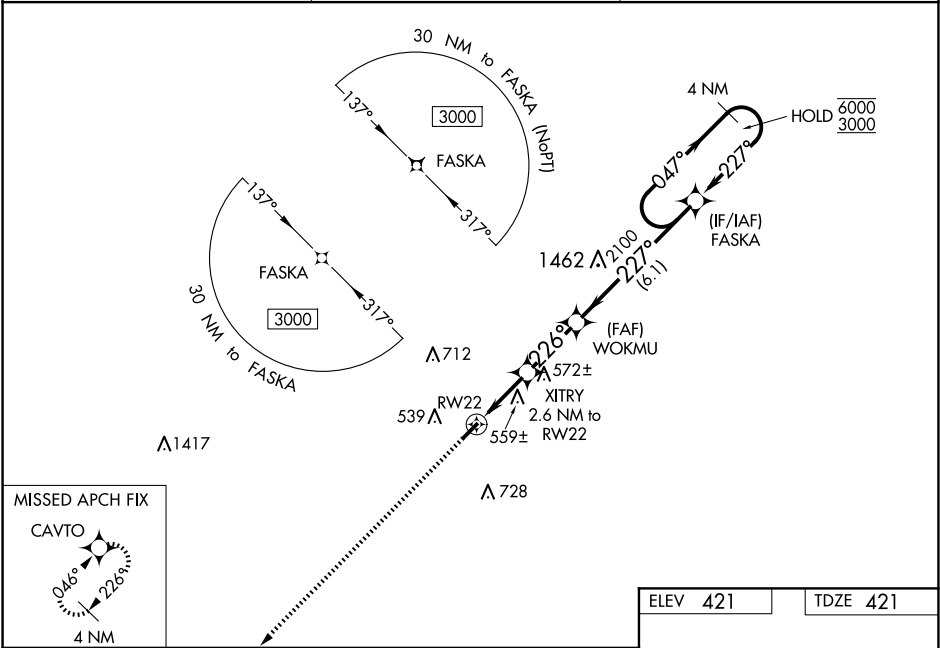 30 NM to FASKA (NoPT)
137°
3000
FASKA
317°
4 NM
HOLD 6000
3000
047°
227°
(IF/IAF)
FASKA
137°
FASKA
317°
3000
30 NM to FASKA
1462
2100
227°
(6.1)
(FAF)
WOKMU
226°
712
572±
XITRY
2.6 NM to
RW22
RW22
539
559±
1417
728
MISSED APCH FIX
CAVTO
046°
226°
4 NM
ELEV 421
TDZE 421